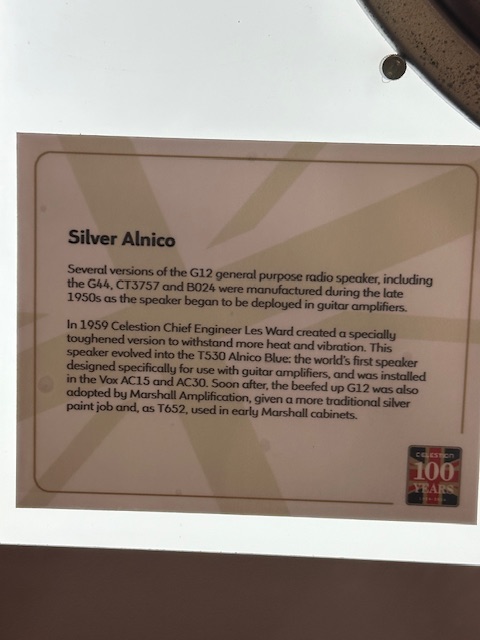 Silver Alnico
Several versions of the G12 general purpose radio speaker, including
the G44, CT3757 and B024 were manufactured during the late
1950s as the speaker began to be deployed in guitar amplifiers.
In 1959 Celestion Chief Engineer Les Ward created a specially
toughened version to withstand more heat and vibration. This
speaker evolved into the T530 Alnico Blue: the world's first speaker
designed specifically for use with guitar amplifiers, and was installed
in the Vox AC15 and AC30. Soon after, the beefed up G12 was also
adopted by Marshall Amplification, given a more traditional silver
paint job and, as T652, used in early Marshall cabinets.
CELESTION
100
YEARS